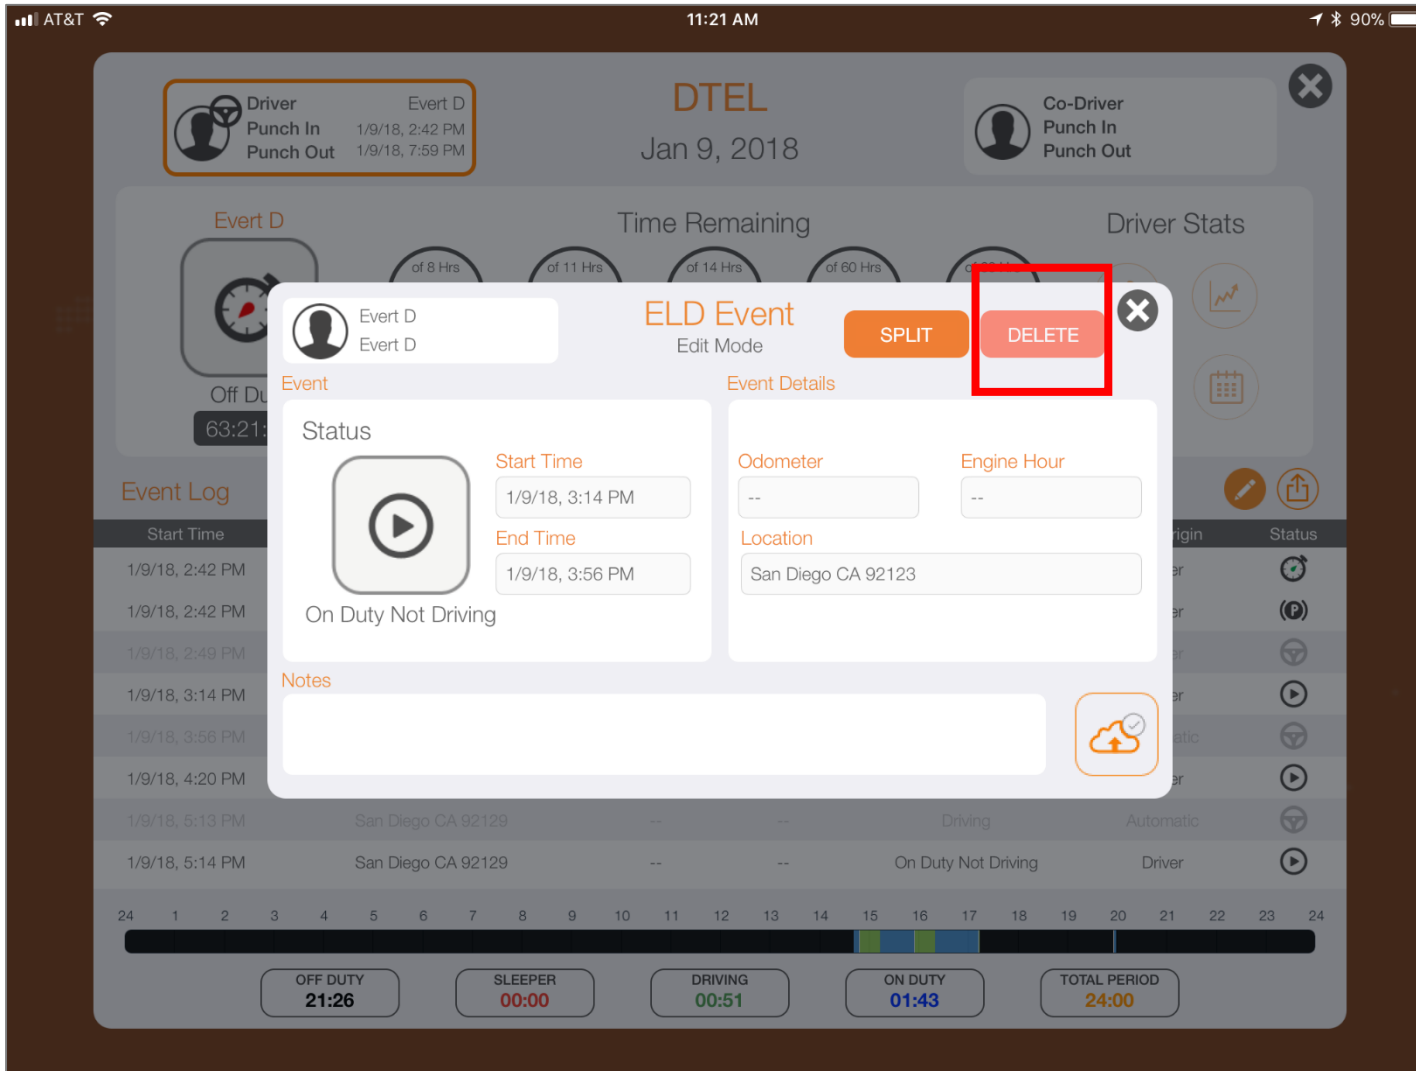 AT&T 11:21 AM 90%
Driver Evert D
Punch In 1/9/18, 2:42 PM
Punch Out 1/9/18, 7:59 PM
DTEL
Jan 9, 2018
Co-Driver
Punch In
Punch Out
Evert D
Time Remaining
Driver Stats
of 8 Hrs of 11 Hrs of 14 Hrs of 60 Hrs
Off Du
63:21:
Evert D
Evert D
ELD Event
Edit Mode
SPLIT
DELETE
Event
Status
On Duty Not Driving
Start Time
1/9/18, 3:14 PM
End Time
1/9/18, 3:56 PM
Event Details
Odometer Engine Hour
-- --
Location
San Diego CA 92123
Notes
Event Log
Start Time rigin Status
1/9/18, 2:42 PM er
1/9/18, 2:42 PM er
1/9/18, 2:49 PM er
1/9/18, 3:14 PM er
1/9/18, 3:56 PM atic
1/9/18, 4:20 PM er
1/9/18, 5:13 PM San Diego CA 92129 -- -- Driving Automatic
1/9/18, 5:14 PM San Diego CA 92129 -- -- On Duty Not Driving Driver
24 1 2 3 4 5 6 7 8 9 10 11 12 13 14 15 16 17 18 19 20 21 22 23 24
OFF DUTY SLEEPER DRIVING ON DUTY TOTAL PERIOD
21:26 00:00 00:51 01:43 24:00